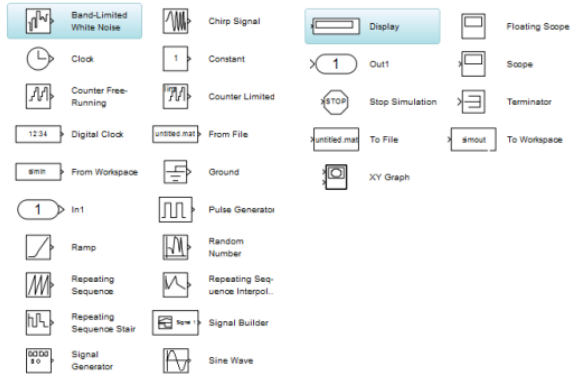 Band-Limited
White Noise
Chirp Signal
Clock
1
Constant
Counter Free-
Running
Counter Limited
12:34
Digital Clock
untitled.mat
From File
simin
From Workspace
Ground
1
In1
Pulse Generator
Ramp
Random
Number
Repeating
Sequence
Repeating Seq-
uence Interpol..
Repeating
Sequence Stair
Signal 1
Signal Builder
Signal
Generator
Sine Wave
Display
Floating Scope
1
Out1
Scope
STOP
Stop Simulation
Terminator
untitled.mat
To File
simout
To Workspace
XY Graph